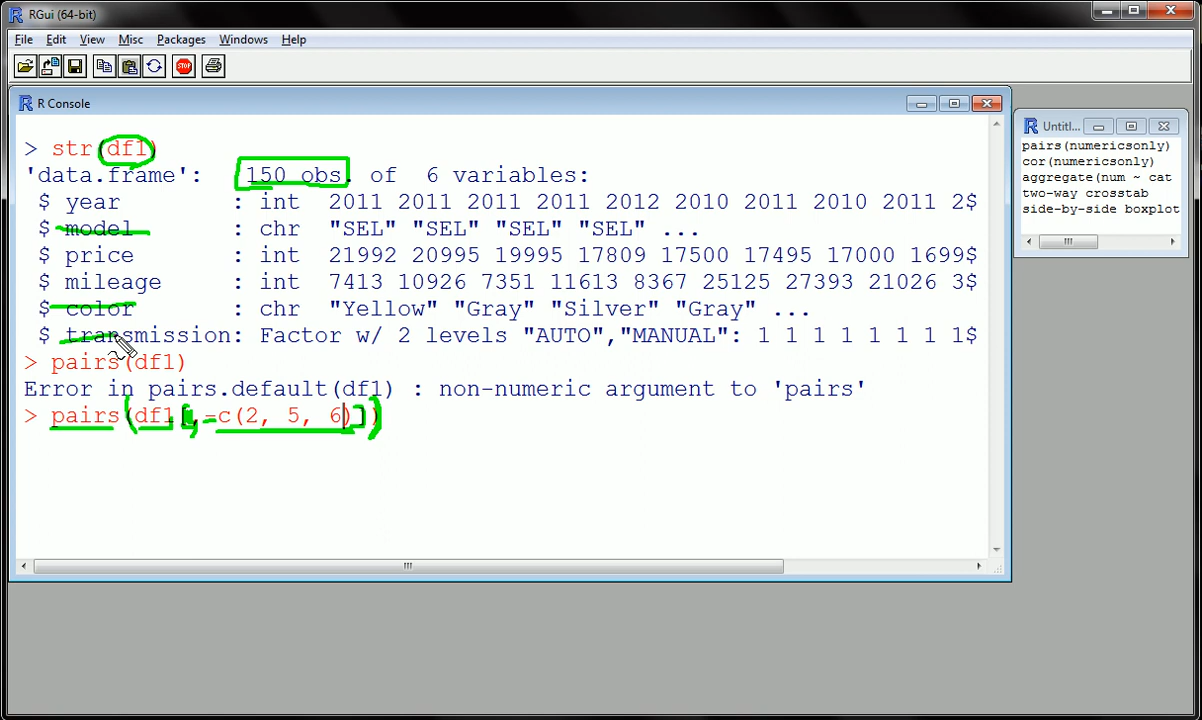 RGui (64-bit)
File Edit View Misc Packages Windows Help
STOP
R Console
> str(df1)
'data.frame': 150 obs. of 6 variables:
$ year : int 2011 2011 2011 2011 2012 2010 2011 2010 2011 2$
$ model : chr "SEL" "SEL" "SEL" "SEL" ...
$ price : int 21992 20995 19995 17809 17500 17495 17000 1699$
$ mileage : int 7413 10926 7351 11613 8367 25125 27393 21026 3$
$ color : chr "Yellow" "Gray" "Silver" "Gray" ...
$ transmission: Factor w/ 2 levels "AUTO","MANUAL": 1 1 1 1 1 1 1 1$
> pairs(df1)
Error in pairs.default(df1) : non-numeric argument to 'pairs'
> pairs(df1[,-c(2, 5, 6)])
Untitl...
pairs(numericsonly)
cor(numericsonly)
aggregate(num ~ cat
two-way crosstab
side-by-side boxplot